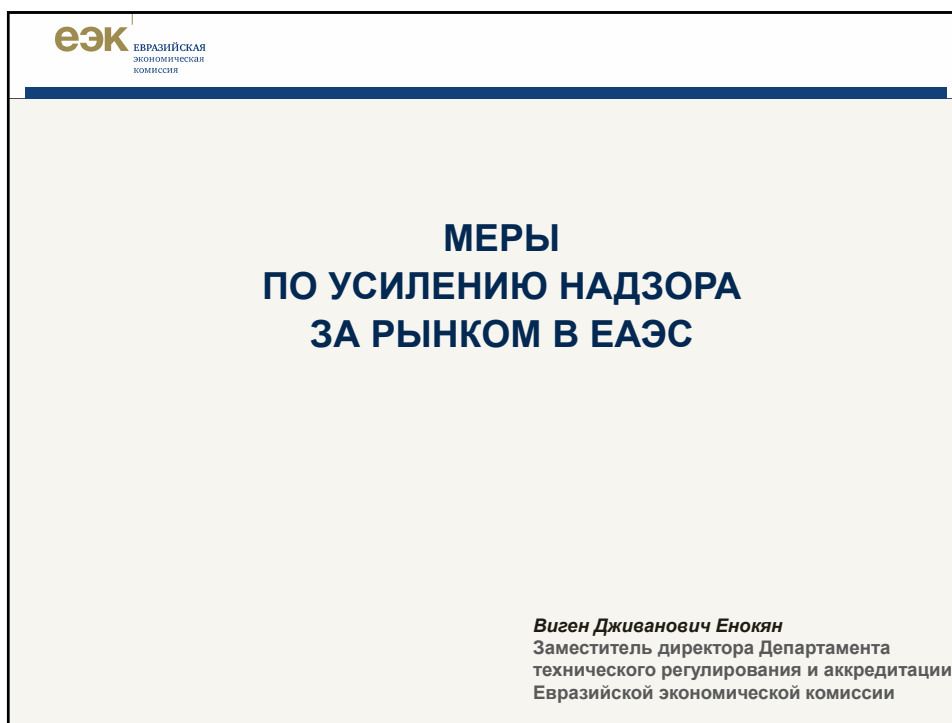 еэк
ЕВРАЗИЙСКАЯ
экономическая
комиссия
МЕРЫ
ПО УСИЛЕНИЮ НАДЗОРА
ЗА РЫНКОМ В ЕАЭС
Виген Дживанович Енокян
Заместитель директора Департамента
технического регулирования и аккредитации
Евразийской экономической комиссии